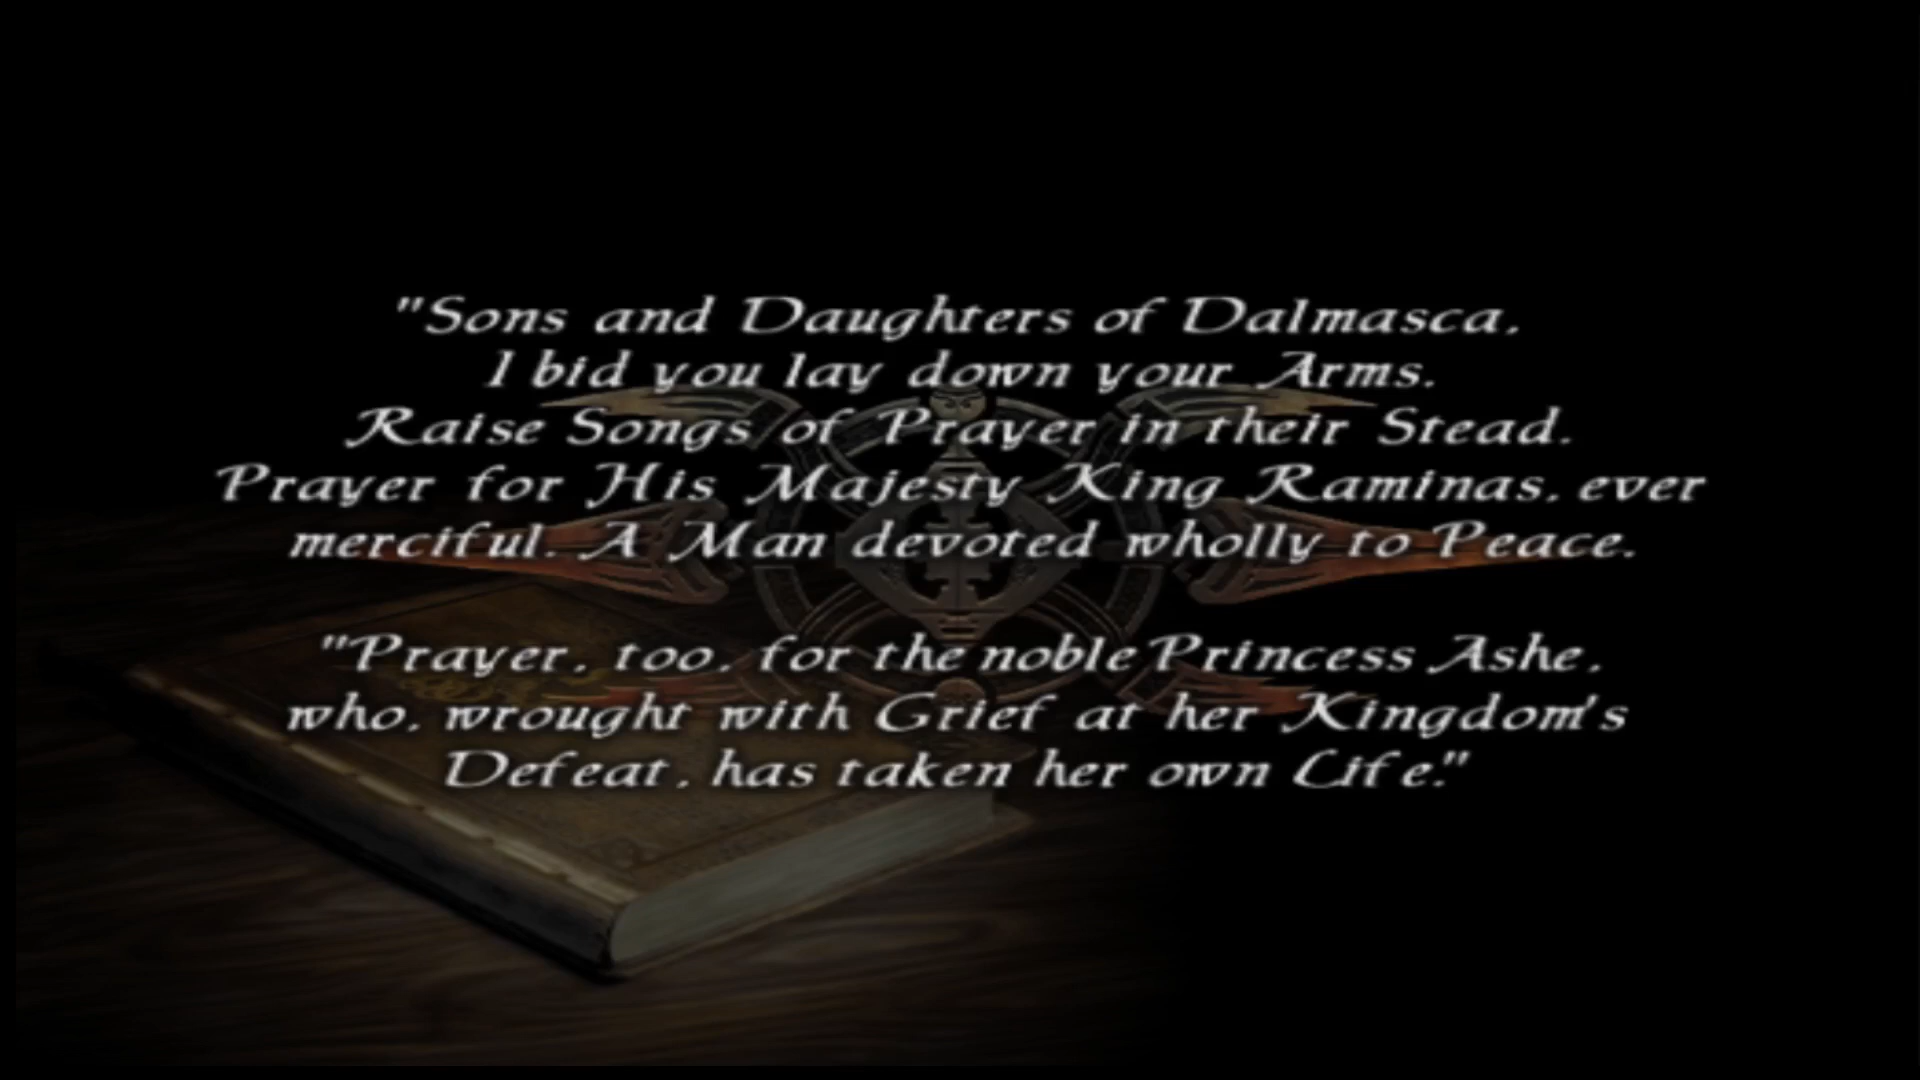 "Sons and Daughters of Dalmasca,
I bid you lay down your Arms.
Raise Songs of Prayer in their Stead.
Prayer for His Majesty King Raminas, ever
merciful. A Man devoted wholly to Peace.
"Prayer, too, for the noble Princess Ashe,
who, wrought with Grief at her Kingdom's
Defeat, has taken her own Life."